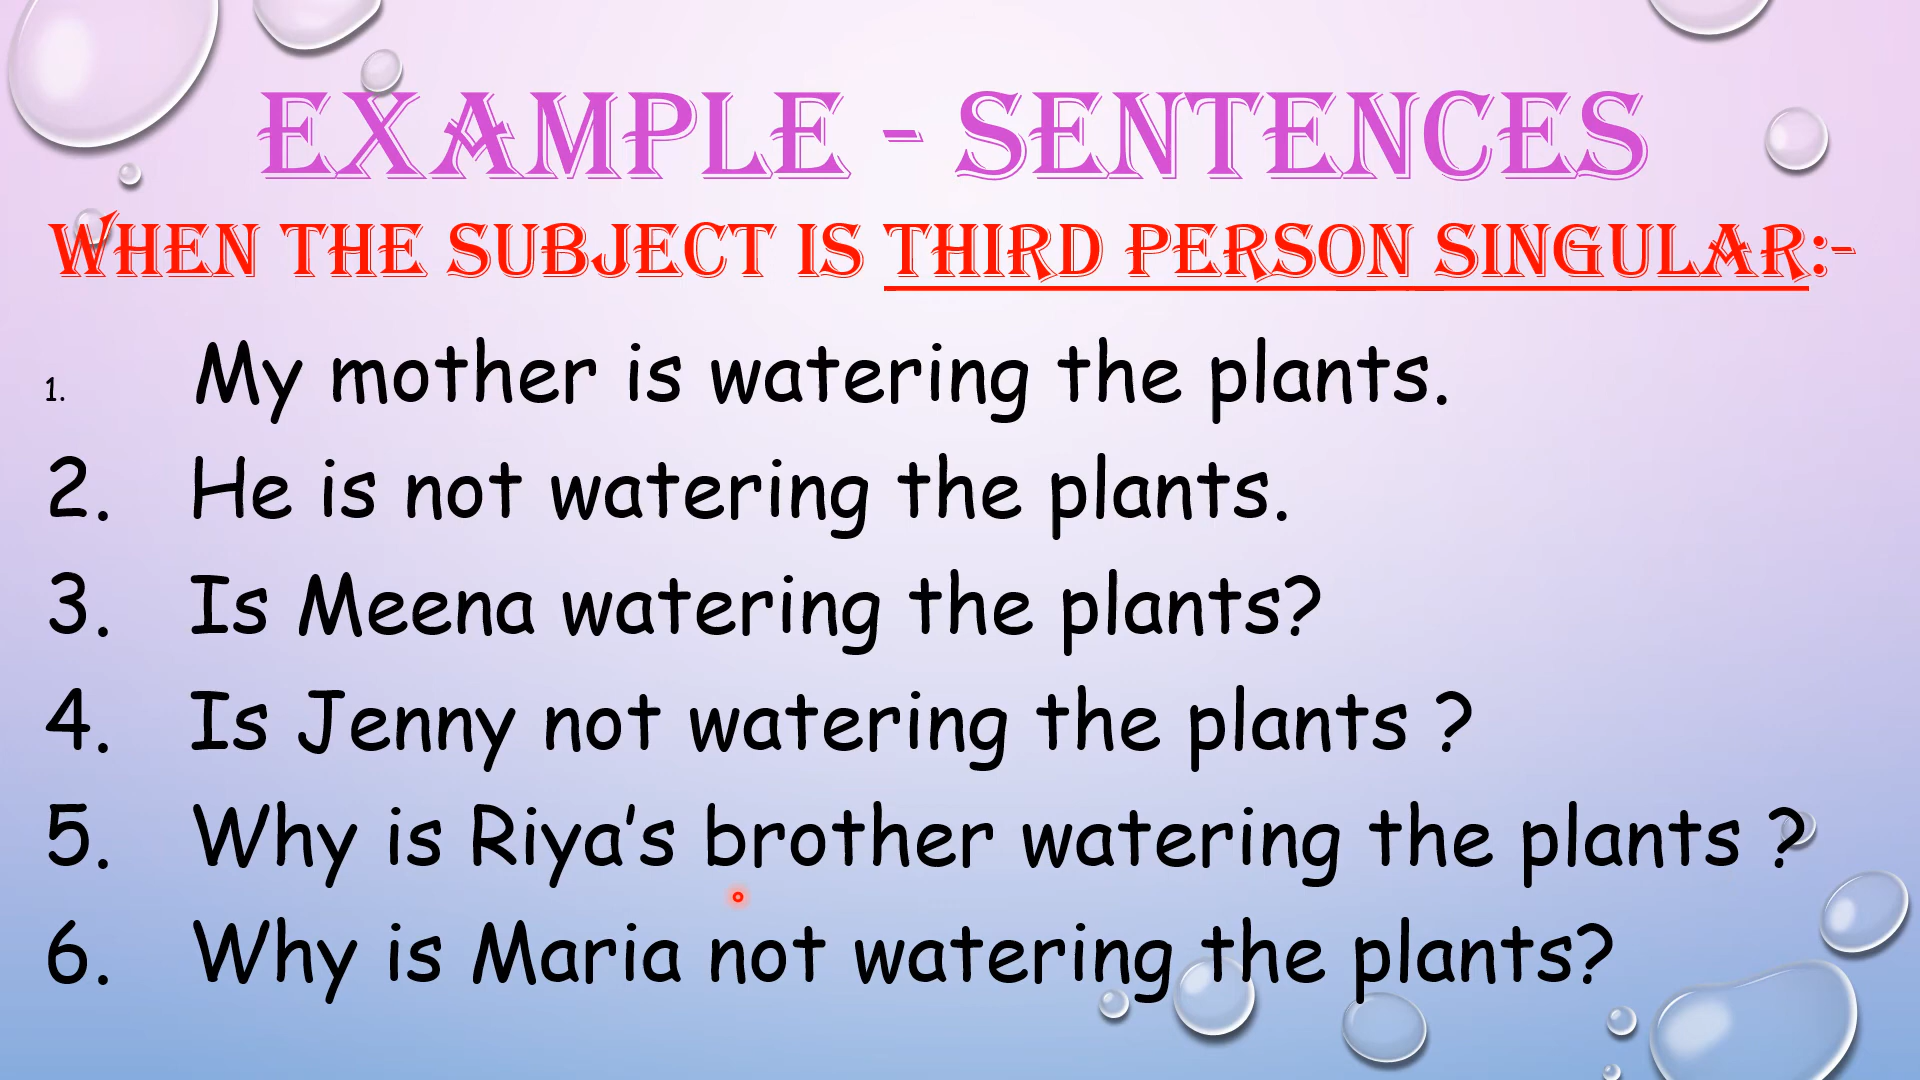 EXAMPLE - SENTENCES
WHEN THE SUBJECT IS THIRD PERSON SINGULAR:-
1. My mother is watering the plants.
2. He is not watering the plants.
3. Is Meena watering the plants?
4. Is Jenny not watering the plants ?
5. Why is Riya’s brother watering the plants ?
6. Why is Maria not watering the plants?